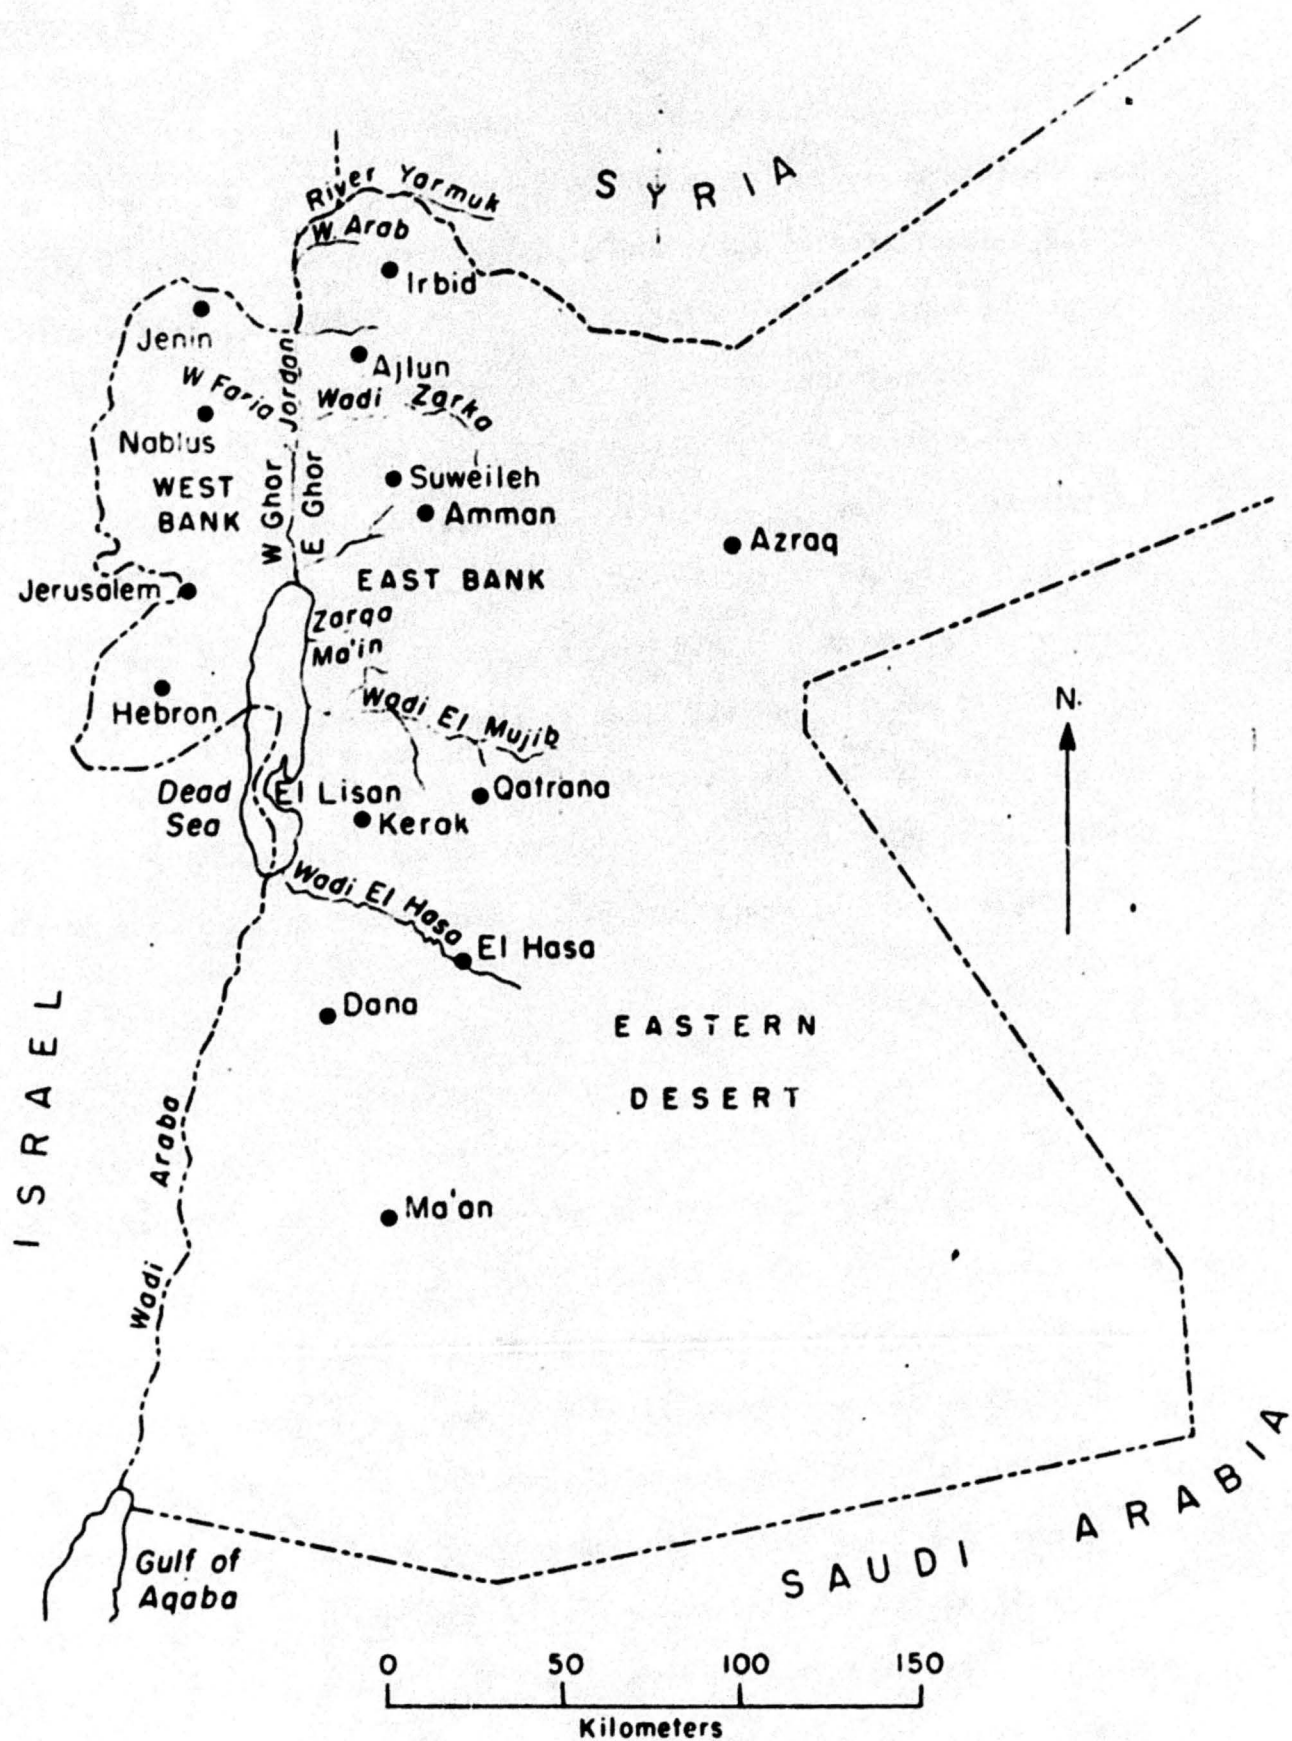 SYRIA
River Yarmuk
W. Arab
Irbid
Jenin
Ajlun
W Faria
Jordan
Wadi Zarka
Nablus
WEST
BANK
W Ghor
E Ghor
Suweileh
Amman
Azraq
Jerusalem
EAST BANK
Zarqa
Ma'in
Hebron
Wadi El Mujib
N.
Dead
Sea
El Lisan
Qatrana
Kerak
Wadi El Hasa
El Hasa
Dana
EASTERN
DESERT
ISRAEL
Wadi Araba
Ma'an
SAUDI ARABIA
Gulf of
Aqaba
0 50 100 150
Kilometers